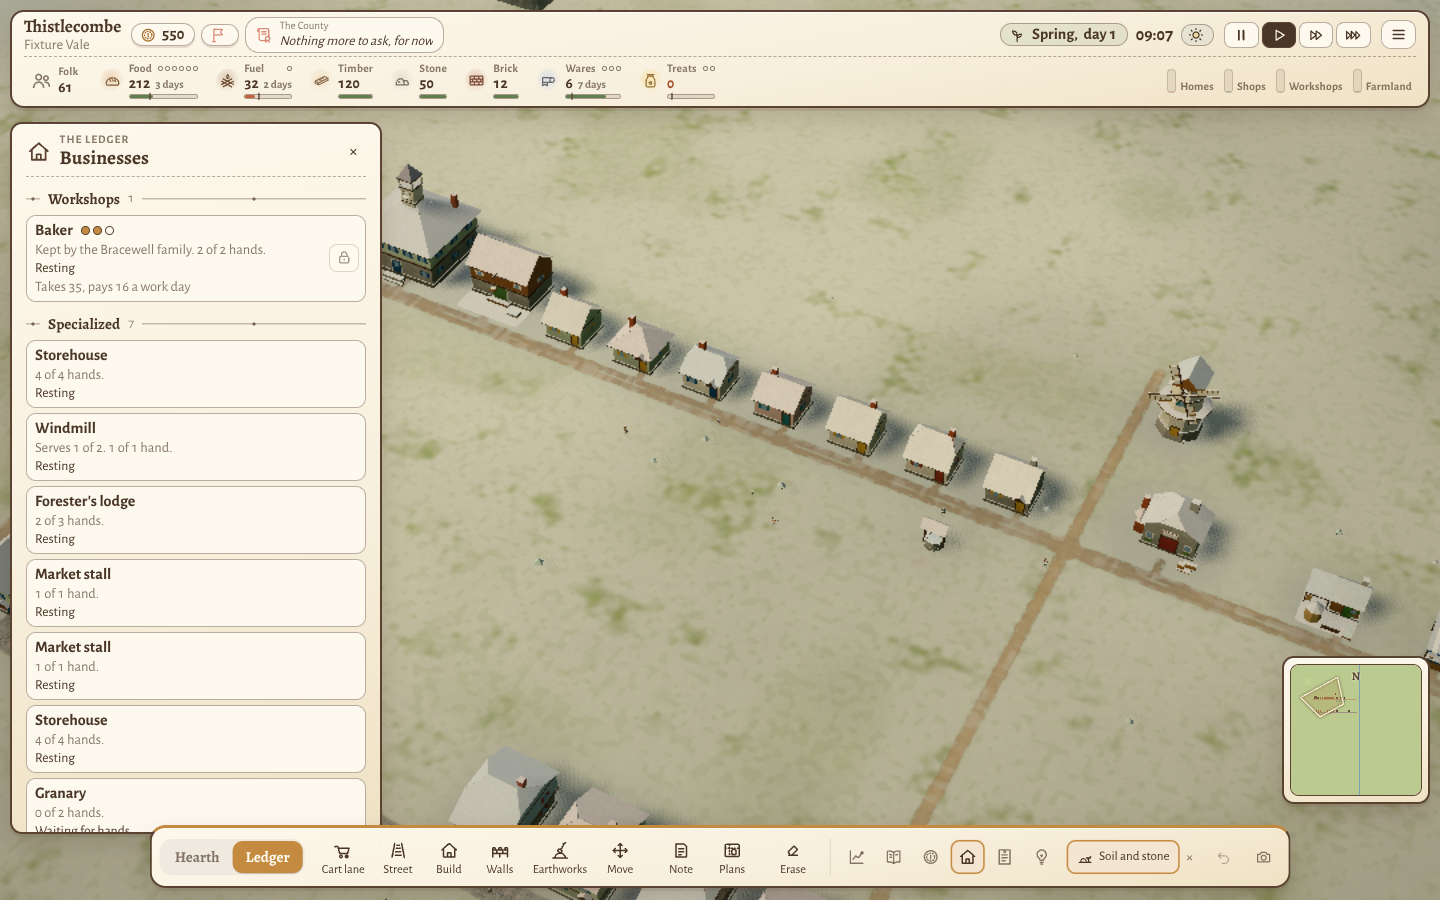 Thistlecombe
Fixture Vale
550
The County
Nothing more to ask, for now
Spring, day 1
09:07
Folk
61
Food
212 3 days
Fuel
32 2 days
Timber
120
Stone
50
Brick
12
Wares
6 7 days
Treats
0
Homes
Shops
Workshops
Farmland
THE LEDGER
Businesses
×
Workshops 1
Baker
Kept by the Bracewell family. 2 of 2 hands.
Resting
Takes 35, pays 16 a work day
Specialized 7
Storehouse
4 of 4 hands.
Resting
Windmill
Serves 1 of 2. 1 of 1 hand.
Resting
Forester's lodge
2 of 3 hands.
Resting
Market stall
1 of 1 hand.
Resting
Market stall
1 of 1 hand.
Resting
Storehouse
4 of 4 hands.
Resting
Granary
0 of 2 hands.
Waiting for hands
N
Hearth
Ledger
Cart lane
Street
Build
Walls
Earthworks
Move
Note
Plans
Erase
Soil and stone
×